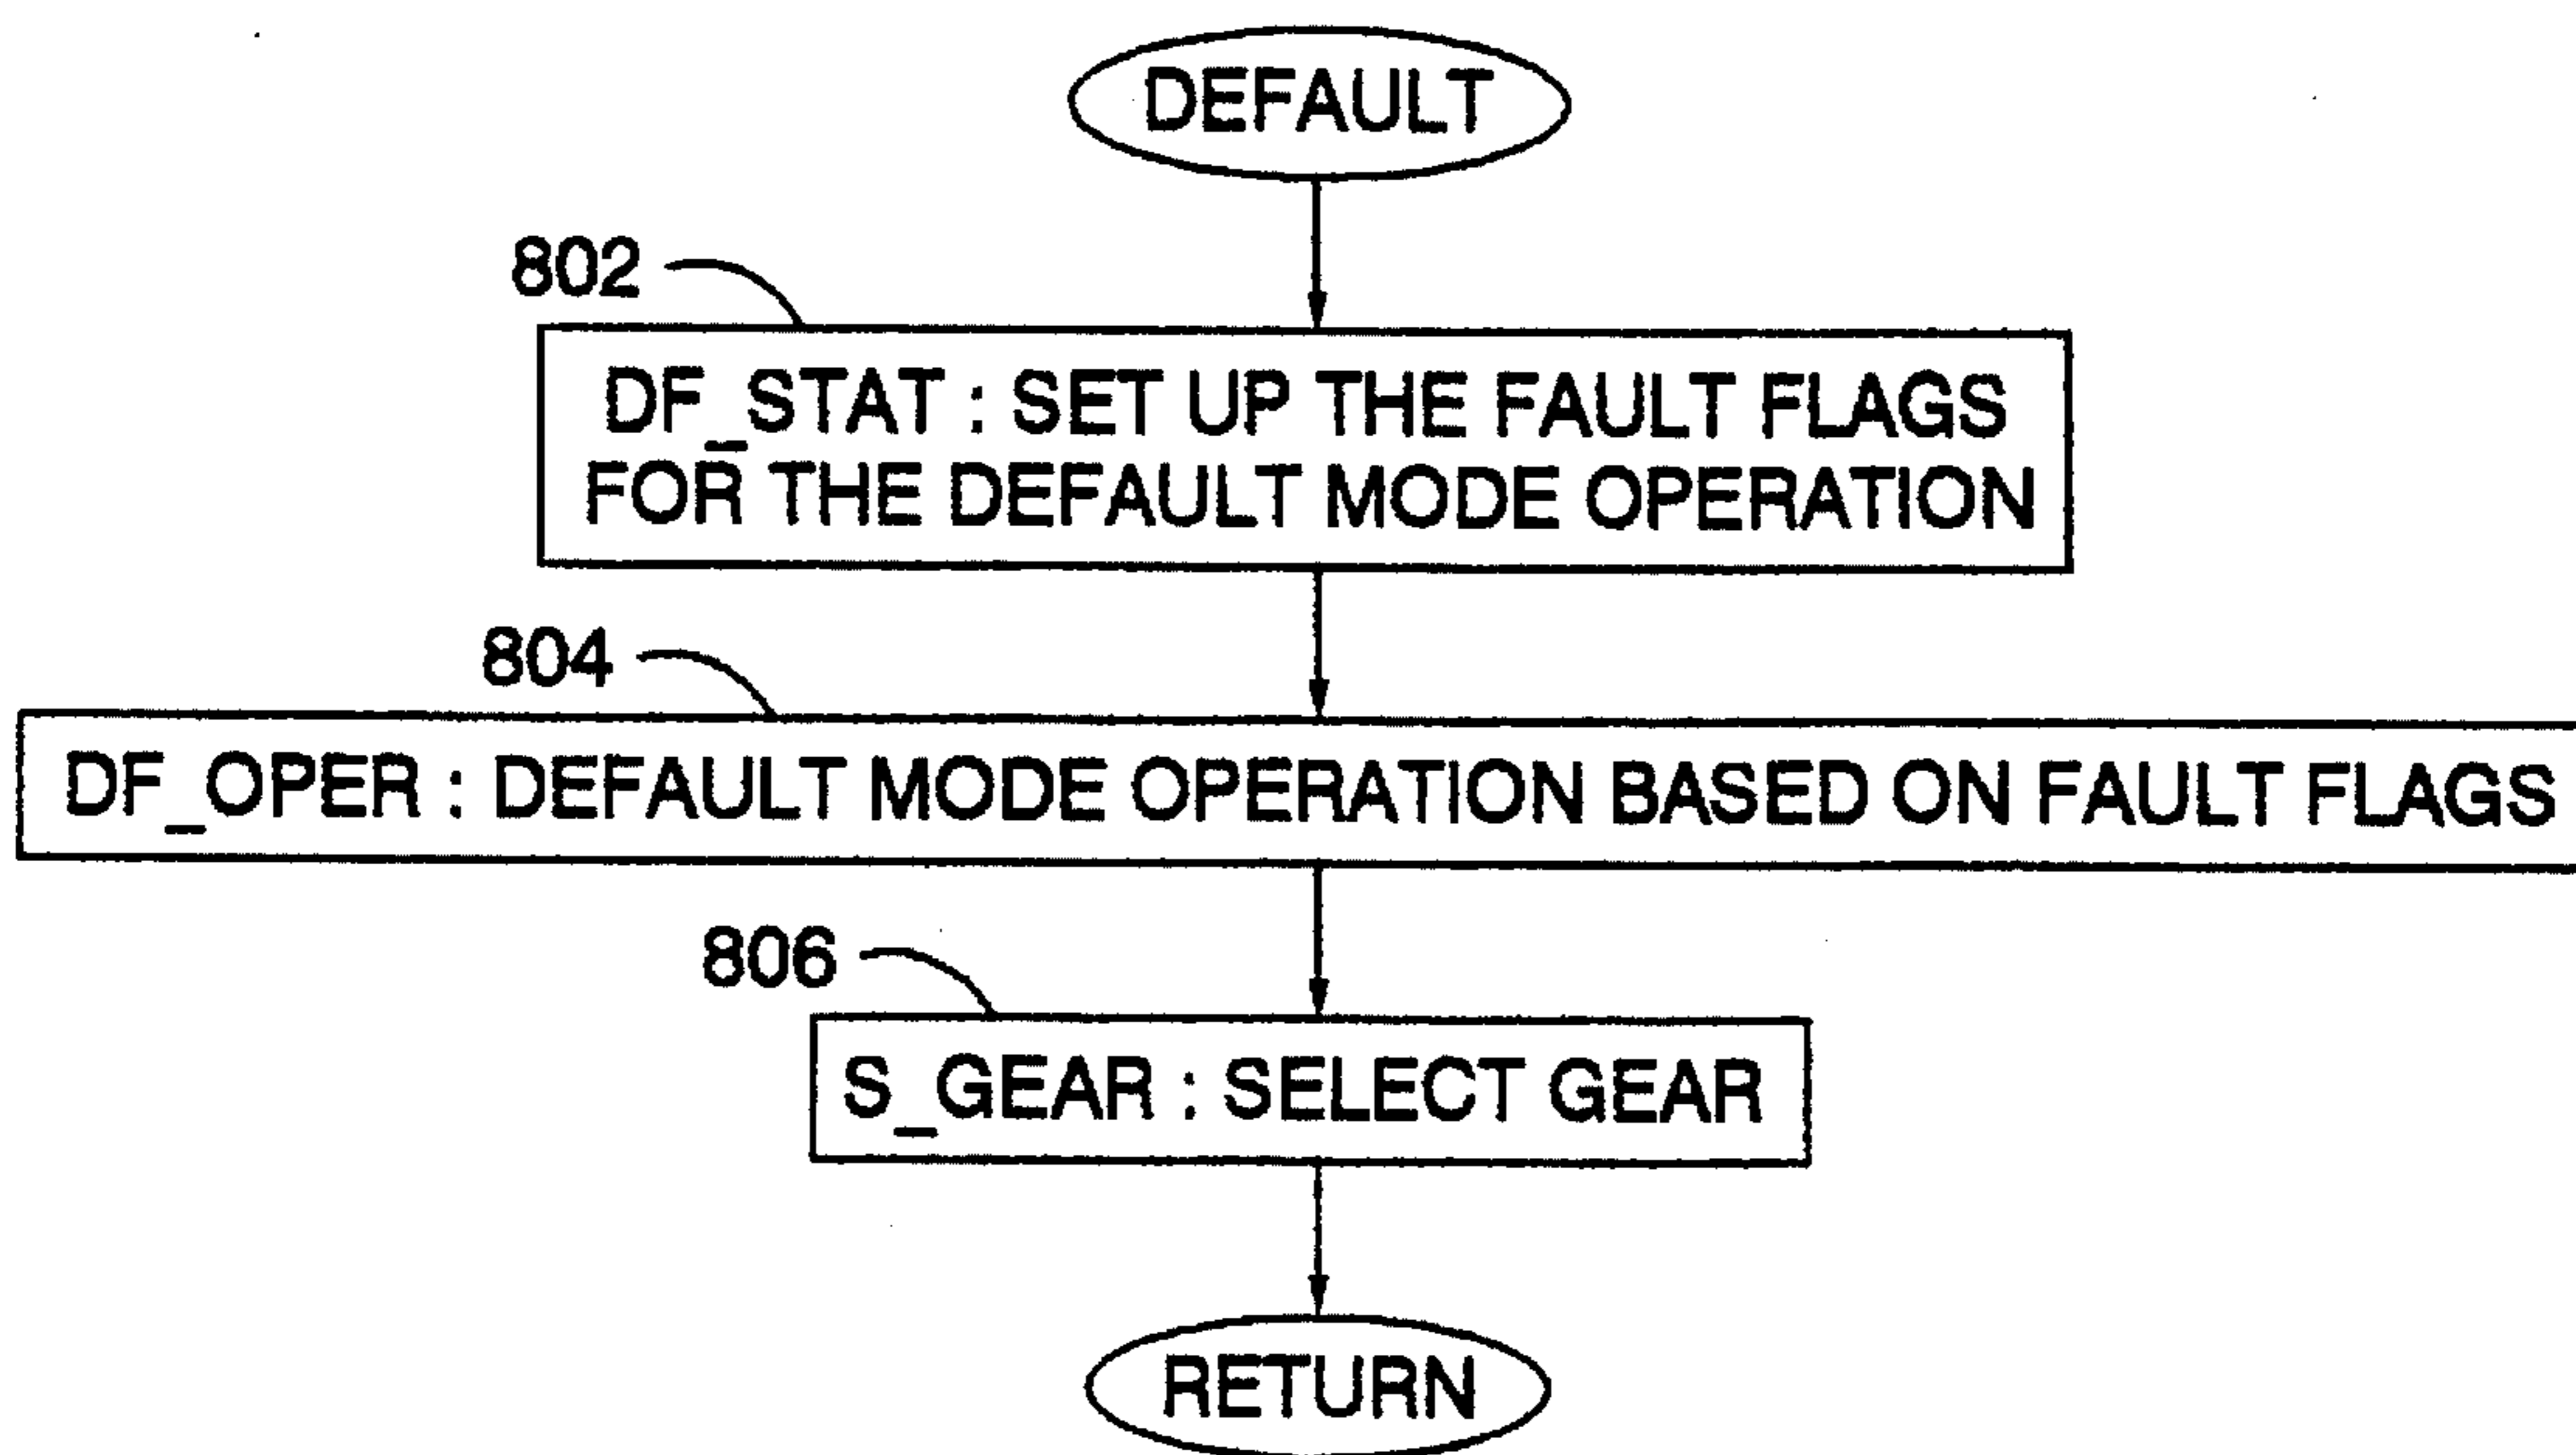 DEFAULT
802
DF_STAT : SET UP THE FAULT FLAGS
FOR THE DEFAULT MODE OPERATION
804
DF_OPER : DEFAULT MODE OPERATION BASED ON FAULT FLAGS
806
S_GEAR : SELECT GEAR
RETURN